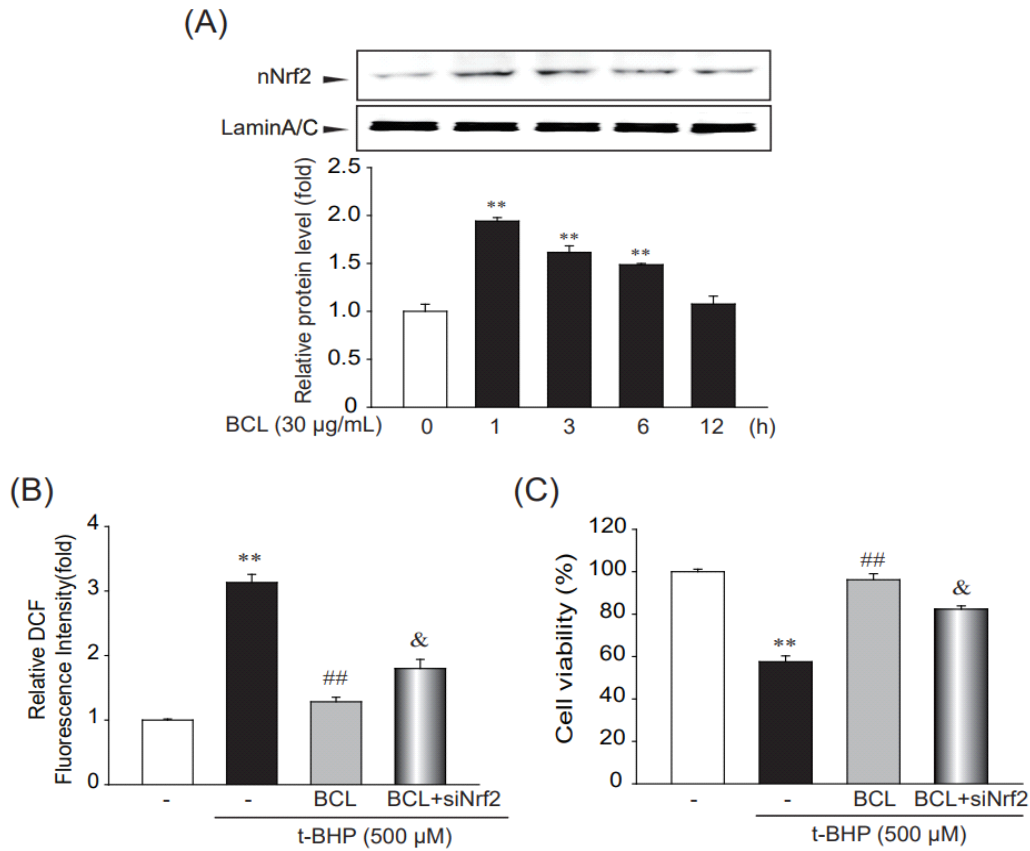 (A)
nNrf2
LaminA/C
Relative protein level (fold)
2.5
2.0
1.5
1.0
0.5
0
** ** **
BCL (30 µg/mL) 0 1 3 6 12 (h)
(B)
Relative DCF
Fluorescence Intensity(fold)
4
3
2
1
0
**
##
&
- - BCL BCL+siNrf2
t-BHP (500 µM)
(C)
Cell viability (%)
120
100
80
60
40
20
0
**
##
&
- - BCL BCL+siNrf2
t-BHP (500 µM)